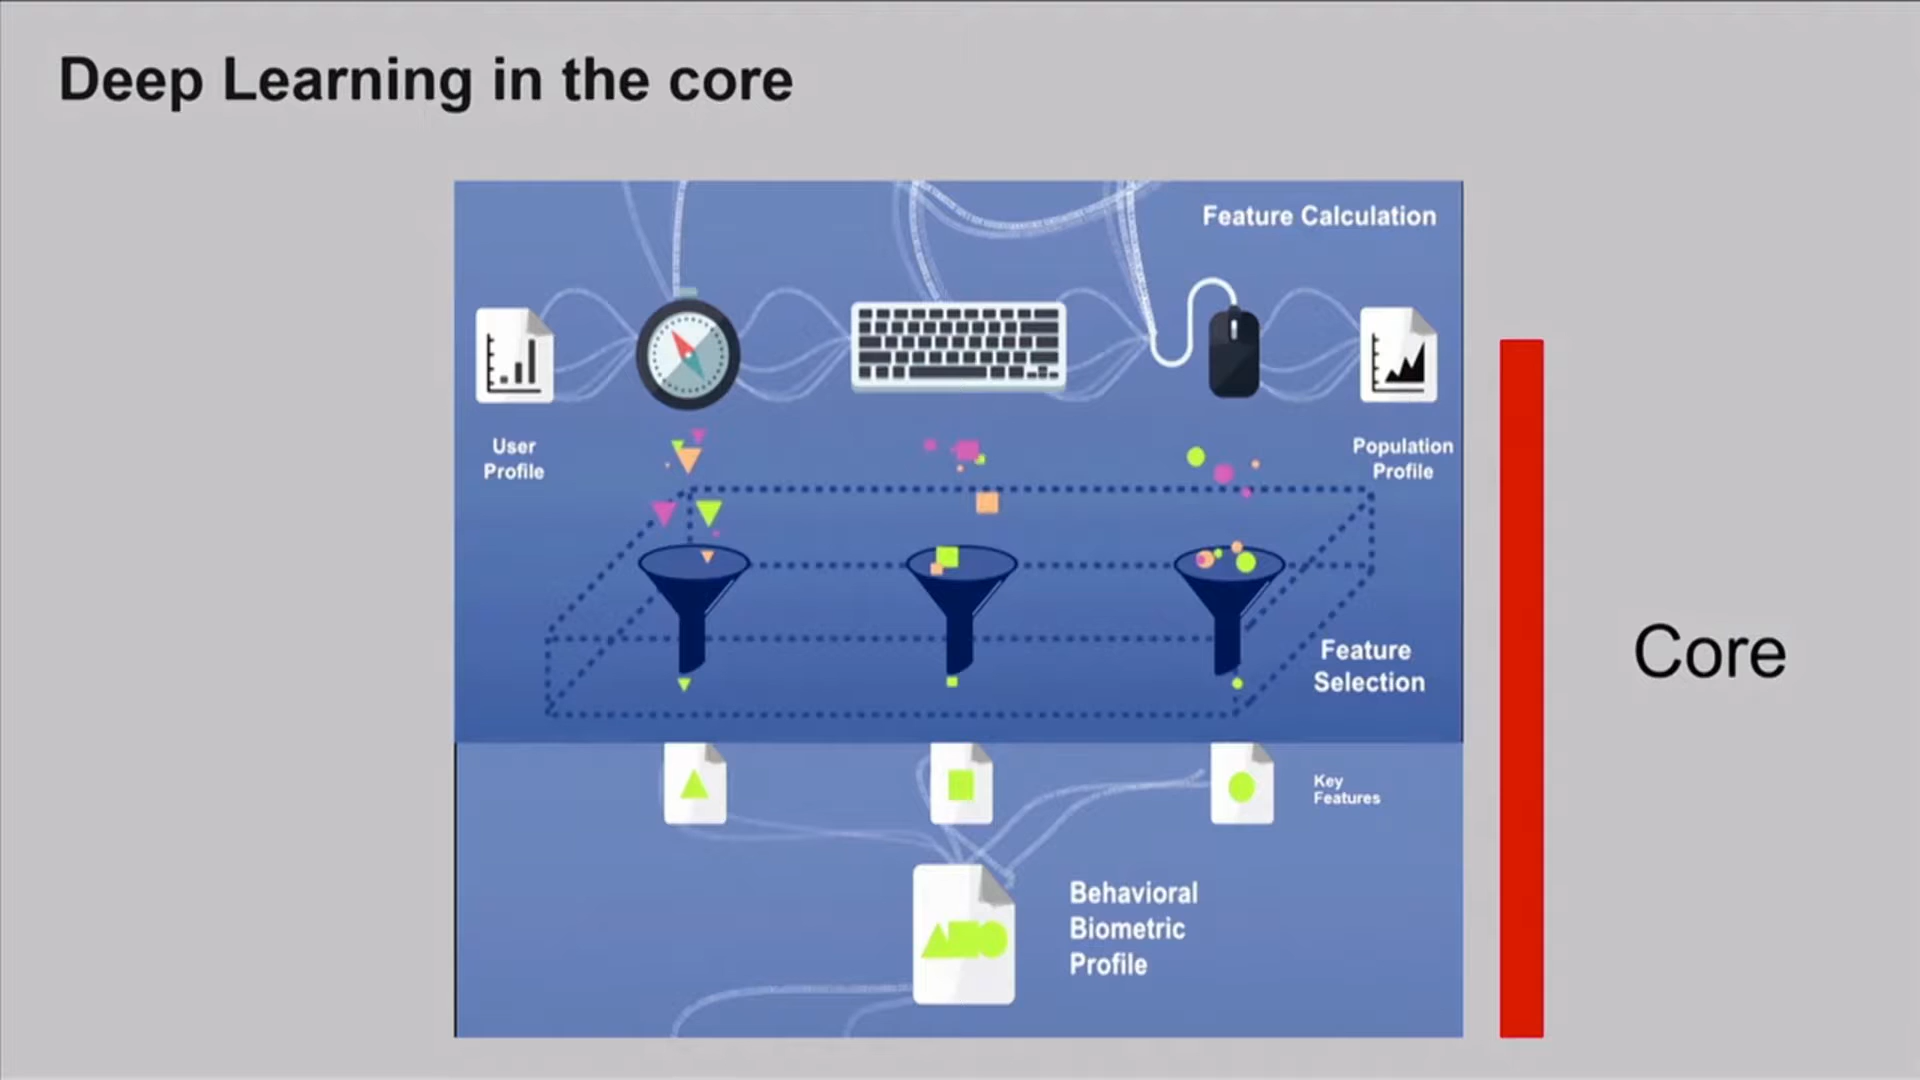 Deep Learning in the core
Feature Calculation
User
Profile
Population
Profile
Feature
Selection
Core
Key
Features
Behavioral
Biometric
Profile